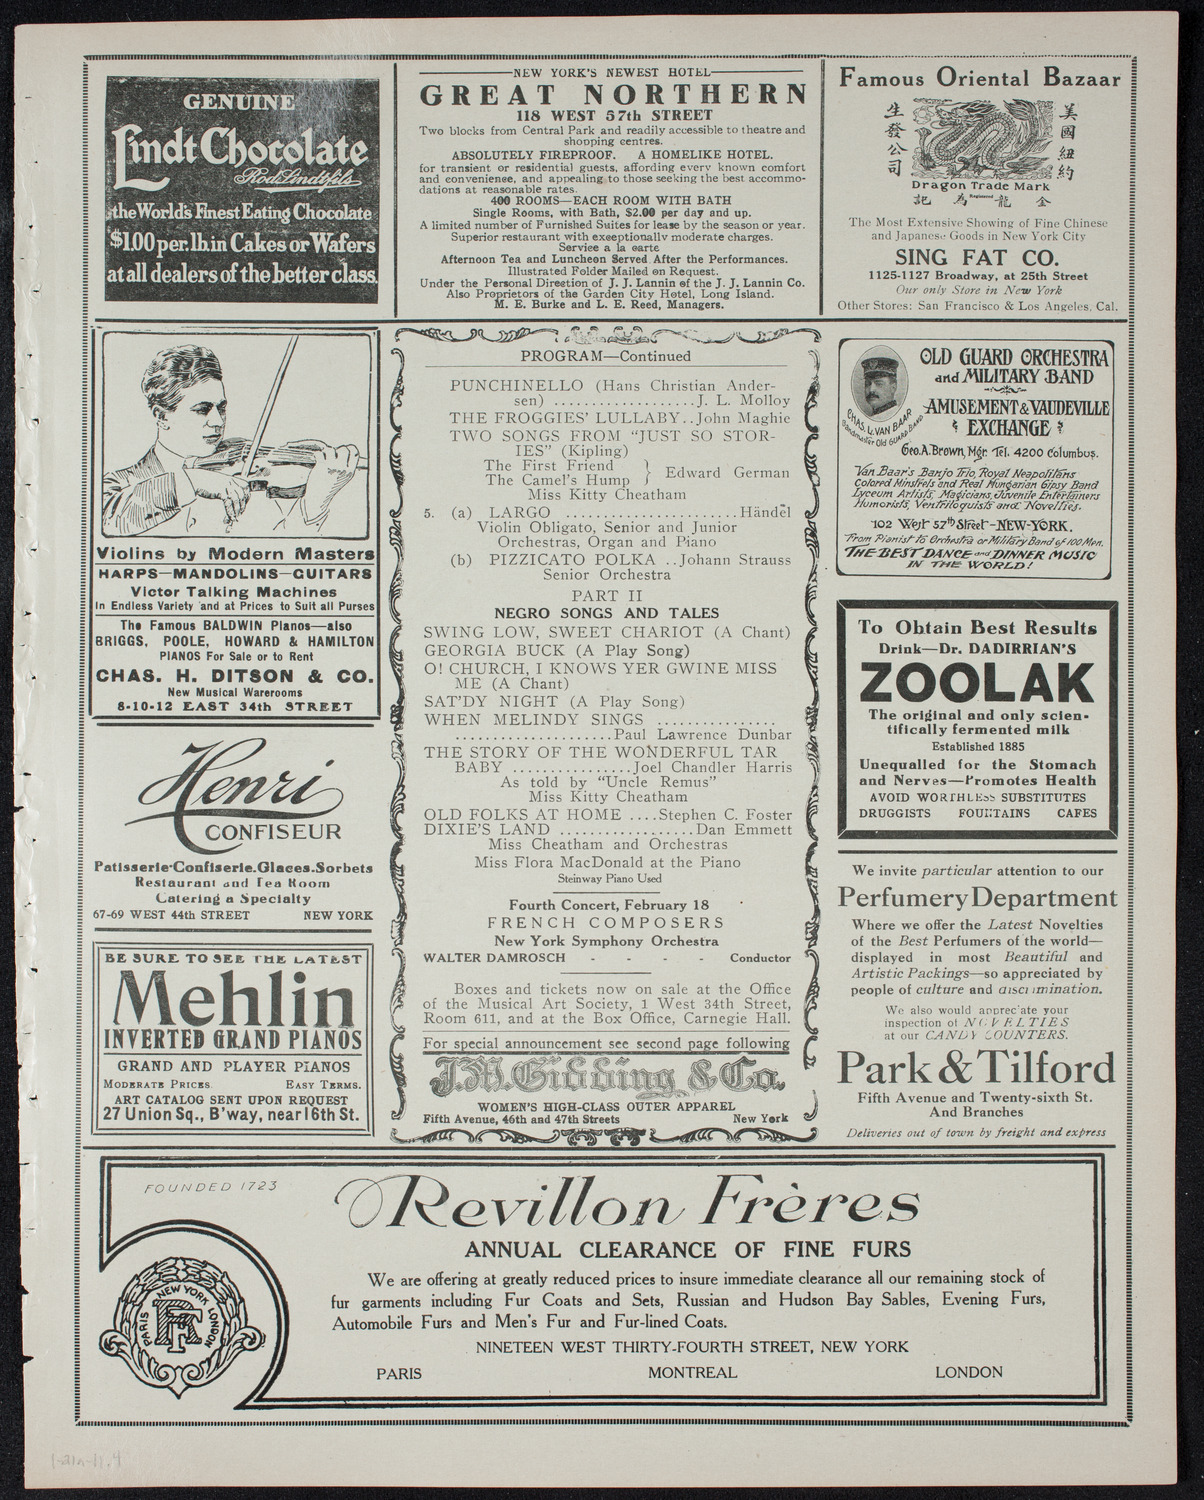 GENUINE
Lindt Chocolate
Rod. Lindt fils
the World's Finest Eating Chocolate
$1.00 per. lb. in Cakes or Wafers
at all dealers of the better class.
NEW YORK'S NEWEST HOTEL
GREAT NORTHERN
118 WEST 57th STREET
Two blocks from Central Park and readily accessible to theatre and
shopping centres.
ABSOLUTELY FIREPROOF. A HOMELIKE HOTEL.
for transient or residential guests, affording every known comfort
and convenience, and appealing to those seeking the best accommo-
dations at reasonable rates.
400 ROOMS—EACH ROOM WITH BATH
Single Rooms, with Bath, $2.00 per day and up.
A limited number of Furnished Suites for lease by the season or year.
Superior restaurant with exceptionally moderate charges.
Service a la carte
Afternoon Tea and Luncheon Served After the Performances.
Illustrated Folder Mailed on Request.
Under the Personal Direction of J. J. Lannin of the J. J. Lannin Co.
Also Proprietors of the Garden City Hotel, Long Island.
M. E. Burke and L. E. Reed, Managers.
Famous Oriental Bazaar
生發公司
美國紐約
Dragon Trade Mark
記 為 Registered 龍 金
The Most Extensive Showing of Fine Chinese
and Japanese Goods in New York City
SING FAT CO.
1125-1127 Broadway, at 25th Street
Our only Store in New York
Other Stores: San Francisco & Los Angeles, Cal.
Violins by Modern Masters
HARPS—MANDOLINS—GUITARS
Victor Talking Machines
In Endless Variety and at Prices to Suit all Purses
The Famous BALDWIN Pianos—also
BRIGGS, POOLE, HOWARD & HAMILTON
PIANOS For Sale or to Rent
CHAS. H. DITSON & CO.
New Musical Warerooms
8-10-12 EAST 34th STREET
Henri
CONFISEUR
Patisserie-Confiserie.Glaces.Sorbets
Restaurant and Tea Room
Catering a Specialty
67-69 WEST 44th STREET NEW YORK
BE SURE TO SEE THE LATEST
Mehlin
INVERTED GRAND PIANOS
GRAND AND PLAYER PIANOS
MODERATE PRICES. EASY TERMS.
ART CATALOG SENT UPON REQUEST
27 Union Sq., B'way, near 16th St.
PROGRAM—Continued
PUNCHINELLO (Hans Christian Ander-
sen) ...................J. L. Molloy
THE FROGGIES' LULLABY..John Maghie
TWO SONGS FROM "JUST SO STOR-
IES" (Kipling)
The First Friend
The Camel's Hump } Edward German
Miss Kitty Cheatham
5. (a) LARGO .......................Händel
Violin Obligato, Senior and Junior
Orchestras, Organ and Piano
(b) PIZZICATO POLKA ..Johann Strauss
Senior Orchestra
PART II
NEGRO SONGS AND TALES
SWING LOW, SWEET CHARIOT (A Chant)
GEORGIA BUCK (A Play Song)
O! CHURCH, I KNOWS YER GWINE MISS
ME (A Chant)
SAT'DY NIGHT (A Play Song)
WHEN MELINDY SINGS ................
.....................Paul Lawrence Dunbar
THE STORY OF THE WONDERFUL TAR
BABY ................Joel Chandler Harris
As told by "Uncle Remus"
Miss Kitty Cheatham
OLD FOLKS AT HOME ....Stephen C. Foster
DIXIE'S LAND ..................Dan Emmett
Miss Cheatham and Orchestras
Miss Flora MacDonald at the Piano
Steinway Piano Used
Fourth Concert, February 18
FRENCH COMPOSERS
New York Symphony Orchestra
WALTER DAMROSCH - - - - Conductor
Boxes and tickets now on sale at the Office
of the Musical Art Society, 1 West 34th Street,
Room 611, and at the Box Office, Carnegie Hall.
For special announcement see second page following
J.M. Gidding & Co.
WOMEN'S HIGH-CLASS OUTER APPAREL
Fifth Avenue, 46th and 47th Streets New York
OLD GUARD ORCHESTRA
and MILITARY BAND
CHAS. L. VAN BAAR
Bandmaster Old GUARD BAND
AMUSEMENT & VAUDEVILLE
EXCHANGE
Geo. A. Brown, Mgr. Tel. 4200 Columbus.
Van Baar's Banjo Trio, Royal Neapolitans
Colored Minstrels and Real Hungarian Gipsy Band
Lyceum Artists, Magicians, Juvenile Entertainers
Humorists, Ventriloquists and Novelties.
102 West 57th Street-NEW-YORK.
From Pianist to Orchestra or Military Band of 100 Men.
THE BEST DANCE and DINNER MUSIC
IN THE WORLD!
To Obtain Best Results
Drink—Dr. DADIRRIAN'S
ZOOLAK
The original and only scien-
tifically fermented milk
Established 1885
Unequalled for the Stomach
and Nerves—Promotes Health
AVOID WORTHLESS SUBSTITUTES
DRUGGISTS FOUNTAINS CAFES
We invite particular attention to our
Perfumery Department
Where we offer the Latest Novelties
of the Best Perfumers of the world—
displayed in most Beautiful and
Artistic Packings—so appreciated by
people of culture and discrimination.
We also would appreciate your
inspection of NOVELTIES
at our CANDY COUNTERS.
Park & Tilford
Fifth Avenue and Twenty-sixth St.
And Branches
Deliveries out of town by freight and express
FOUNDED 1723
PARIS NEW YORK LONDON
RF
Revillon Frères
ANNUAL CLEARANCE OF FINE FURS
We are offering at greatly reduced prices to insure immediate clearance all our remaining stock of
fur garments including Fur Coats and Sets, Russian and Hudson Bay Sables, Evening Furs,
Automobile Furs and Men's Fur and Fur-lined Coats.
NINETEEN WEST THIRTY-FOURTH STREET, NEW YORK
PARIS MONTREAL LONDON